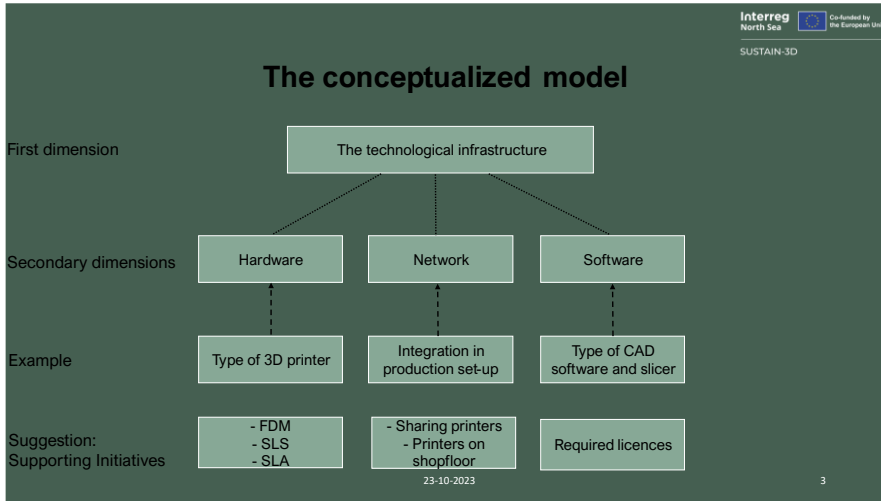 Interreg
North Sea
Co-funded by
the European Uni
SUSTAIN-3D
The conceptualized model
First dimension
The technological infrastructure
Secondary dimensions
Hardware
Network
Software
Example
Type of 3D printer
Integration in
production set-up
Type of CAD
software and slicer
Suggestion:
Supporting Initiatives
- FDM
- SLS
- SLA
- Sharing printers
- Printers on
shopfloor
Required licences
23-10-2023
3